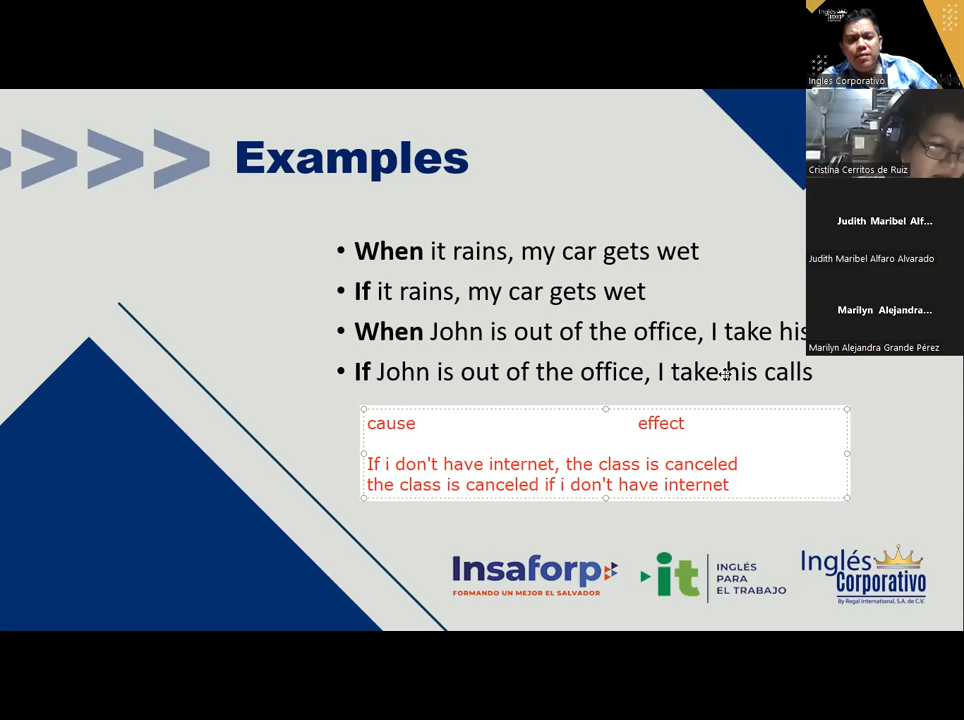 Examples
• When it rains, my car gets wet
• If it rains, my car gets wet
• When John is out of the office, I take his
• If John is out of the office, I take his calls
cause effect
If i don't have internet, the class is canceled
the class is canceled if i don't have internet
Insaforp
FORMANDO UN MEJOR EL SALVADOR
it
INGLÉS
PARA
EL TRABAJO
Inglés
Corporativo
By Regal International, S.A. de C.V.
Inglés
Inglés Corporativo
Cristina Cerritos de Ruiz
Judith Maribel Alf...
Judith Maribel Alfaro Alvarado
Marilyn Alejandra...
Marilyn Alejandra Grande Pérez